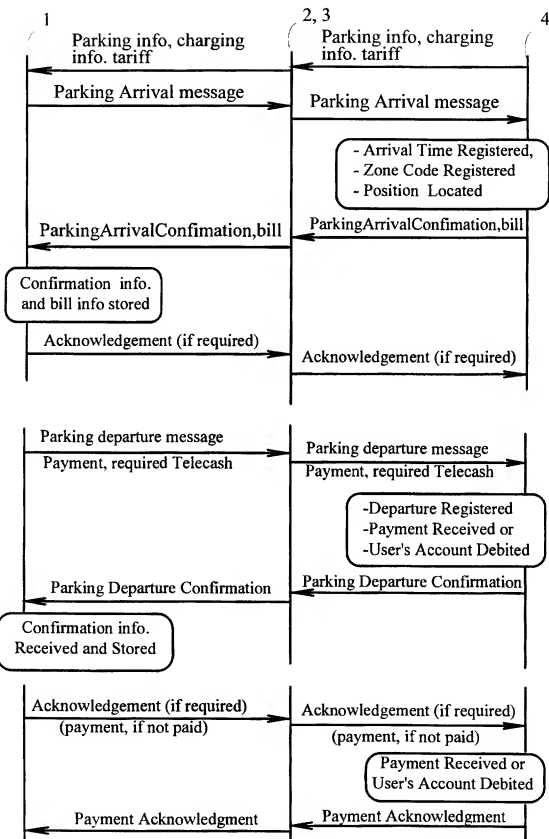 1
2, 3
4
Parking info, charging
info. tariff
Parking info, charging
info. tariff
Parking Arrival message
Parking Arrival message
- Arrival Time Registered,
- Zone Code Registered
- Position Located
ParkingArrivalConfimation,bill
ParkingArrivalConfimation,bill
Confirmation info.
and bill info stored
Acknowledgement (if required)
Acknowledgement (if required)
Parking departure message
Payment, required Telecash
Parking departure message
Payment, required Telecash
-Departure Registered
-Payment Received or
-User's Account Debited
Parking Departure Confirmation
Parking Departure Confirmation
Confirmation info.
Received and Stored
Acknowledgement (if required)
(payment, if not paid)
Acknowledgement (if required)
(payment, if not paid)
Payment Received or
User's Account Debited
Payment Acknowledgment
Payment Acknowledgment